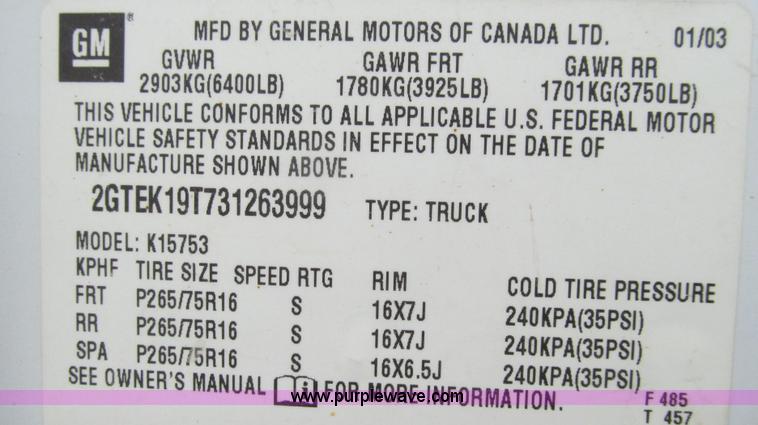 GM ® MFD BY GENERAL MOTORS OF CANADA LTD. 01/03
GVWR GAWR FRT GAWR RR
2903KG(6400LB) 1780KG(3925LB) 1701KG(3750LB)
THIS VEHICLE CONFORMS TO ALL APPLICABLE U.S. FEDERAL MOTOR
VEHICLE SAFETY STANDARDS IN EFFECT ON THE DATE OF
MANUFACTURE SHOWN ABOVE.
2GTEK19T731263999 TYPE: TRUCK
MODEL: K15753
KPHF TIRE SIZE SPEED RTG RIM COLD TIRE PRESSURE
FRT P265/75R16 S 16X7J 240KPA(35PSI)
RR P265/75R16 S 16X7J 240KPA(35PSI)
SPA P265/75R16 S 16X6.5J 240KPA(35PSI)
SEE OWNER'S MANUAL i FOR MORE INFORMATION.
www.purplewave.com
F 485
T 457